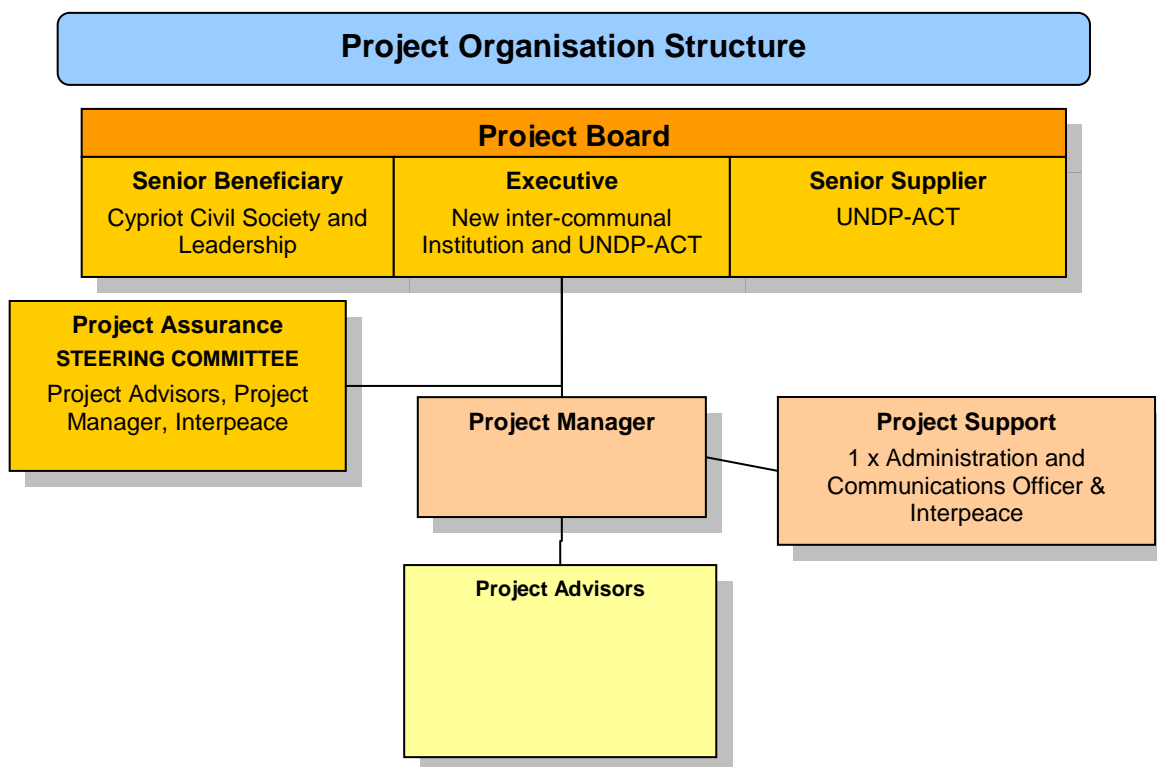 Project Organisation Structure
Project Board
Senior Beneficiary
Cypriot Civil Society and
Leadership
Executive
New inter-communal
Institution and UNDP-ACT
Senior Supplier
UNDP-ACT
Project Assurance
STEERING COMMITTEE
Project Advisors, Project
Manager, Interpeace
Project Manager
Project Support
1 x Administration and
Communications Officer &
Interpeace
Project Advisors